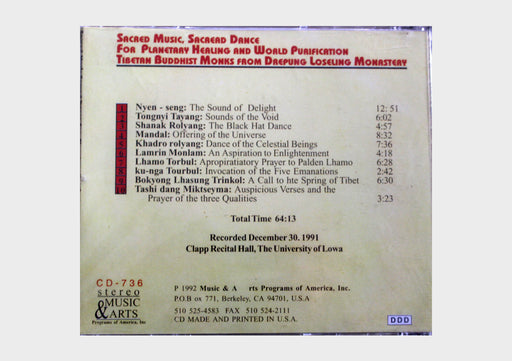 SACRED MUSIC, SACRERD DANCE
FOR PLANETARY HEALING AND WORLD PURIFICATION
TIBETAN BUDDHIST MONKS FROM DREPUNG LOSELING MONASTERY
1 Nyen - seng: The Sound of Delight 12: 51
2 Tongnyi Tayang: Sounds of the Void 6:02
3 Shanak Rolyang: The Black Hat Dance 4:57
4 Mandal: Offering of the Universe 8:32
5 Khadro rolyang: Dance of the Celestial Beings 7:36
6 Lamrin Monlam: An Aspiration to Enlightenment 4:18
7 Lhamo Torbul: Apropiratiatory Prayer to Palden Lhamo 6:28
8 ku-nga Tourbul: Invocation of the Five Emanations 2:42
9 Bokyong Lhasung Trinkol: A Call to hte Spring of Tibet 6:30
10 Tashi dang Miktseyma: Auspicious Verses and the
Prayer of the three Qualities 3:23
Total Time 64:13
Recorded December 30. 1991
Clapp Recital Hall, The University of Lowa
CD-736
stereo
MUSIC
& ARTS
Programs of America, Inc
P 1992 Music & A rts Programs of America, Inc.
P.O.B ox 771, Berkeley, CA 94701, U.S.A
510 525-4583 FAX 510 524-2111
CD MADE AND PRINTED IN U.S.A.
DDD